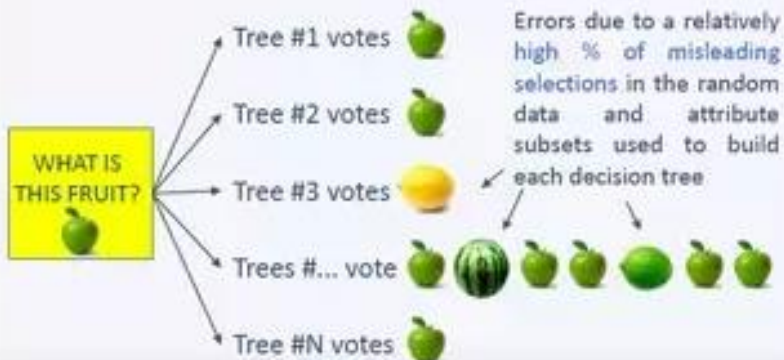 Tree #1 votes
Errors due to a relatively
high % of misleading
selections in the random
data and attribute
subsets used to build
each decision tree
Tree #2 votes
WHAT IS
THIS FRUIT?
Tree #3 votes
Trees #... vote
Tree #N votes